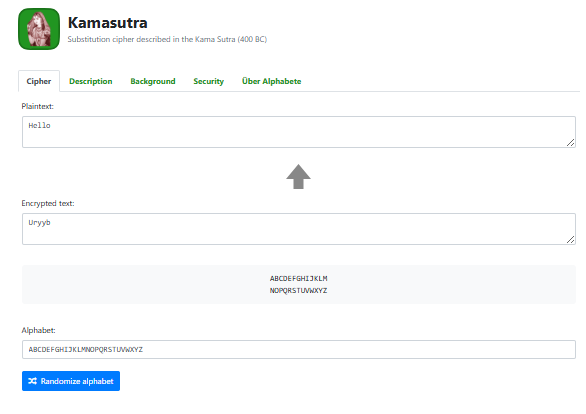 Kamasutra
Substitution cipher described in the Kama Sutra (400 BC)
Cipher Description Background Security Über Alphabete
Plaintext:
Hello
Encrypted text:
Uryyb
ABCDEFGHIJKLM
NOPQRSTUVWXYZ
Alphabet:
ABCDEFGHIJKLMNOPQRSTUVWXYZ
Randomize alphabet